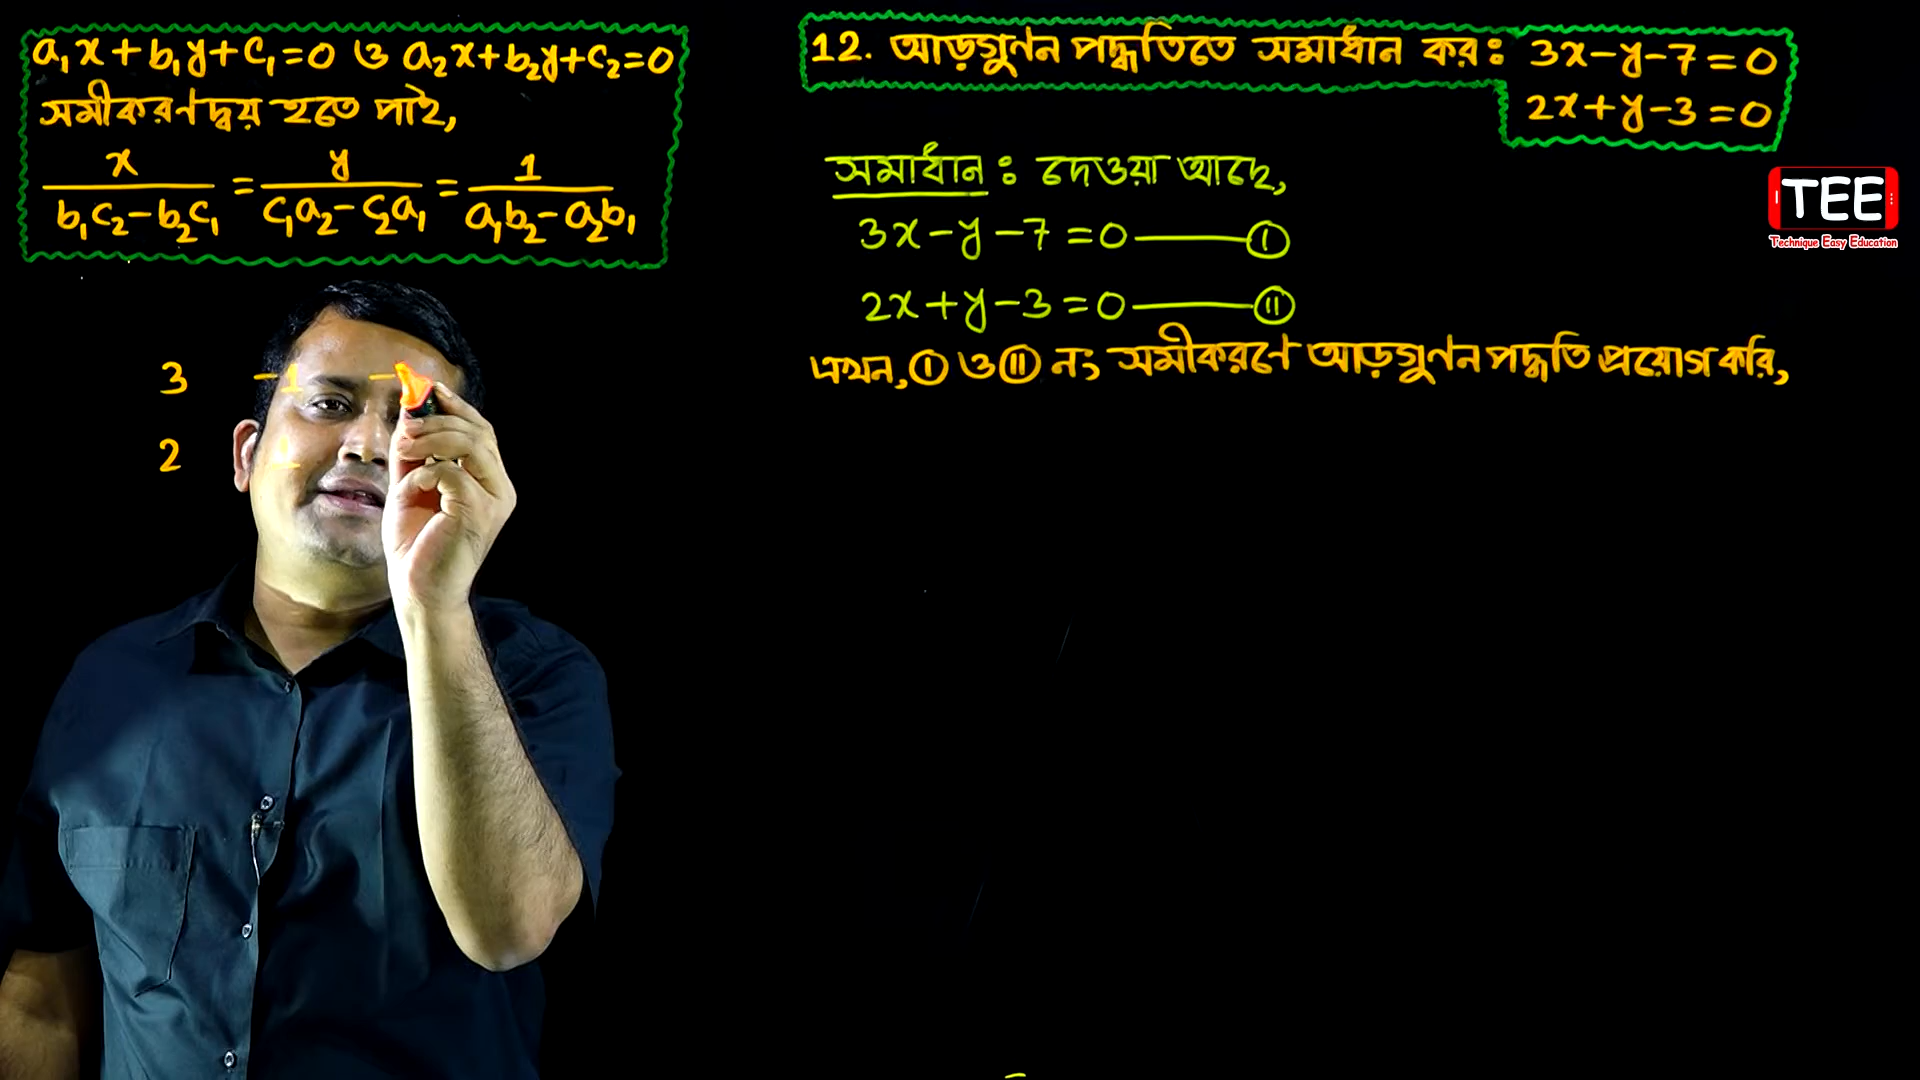 a₁x+b₁y+c₁=0 ও a₂x+b₂y+c₂=0
সমীকরণদ্বয় হতে পাই,
x/(b₁c₂-b₂c₁) = y/(c₁a₂-c₂a₁) = 1/(a₁b₂-a₂b₁)
3 -1 -
2 1
12. আড়গুণন পদ্ধতিতে সমাধান কর: 3x-y-7=0
2x+y-3=0
সমাধান: দেওয়া আছে,
3x-y-7=0 — (i)
2x+y-3=0 — (ii)
এখন, (i) ও (ii) নং সমীকরণে আড়গুণন পদ্ধতি প্রয়োগ করি,
TEE
Technique Easy Education